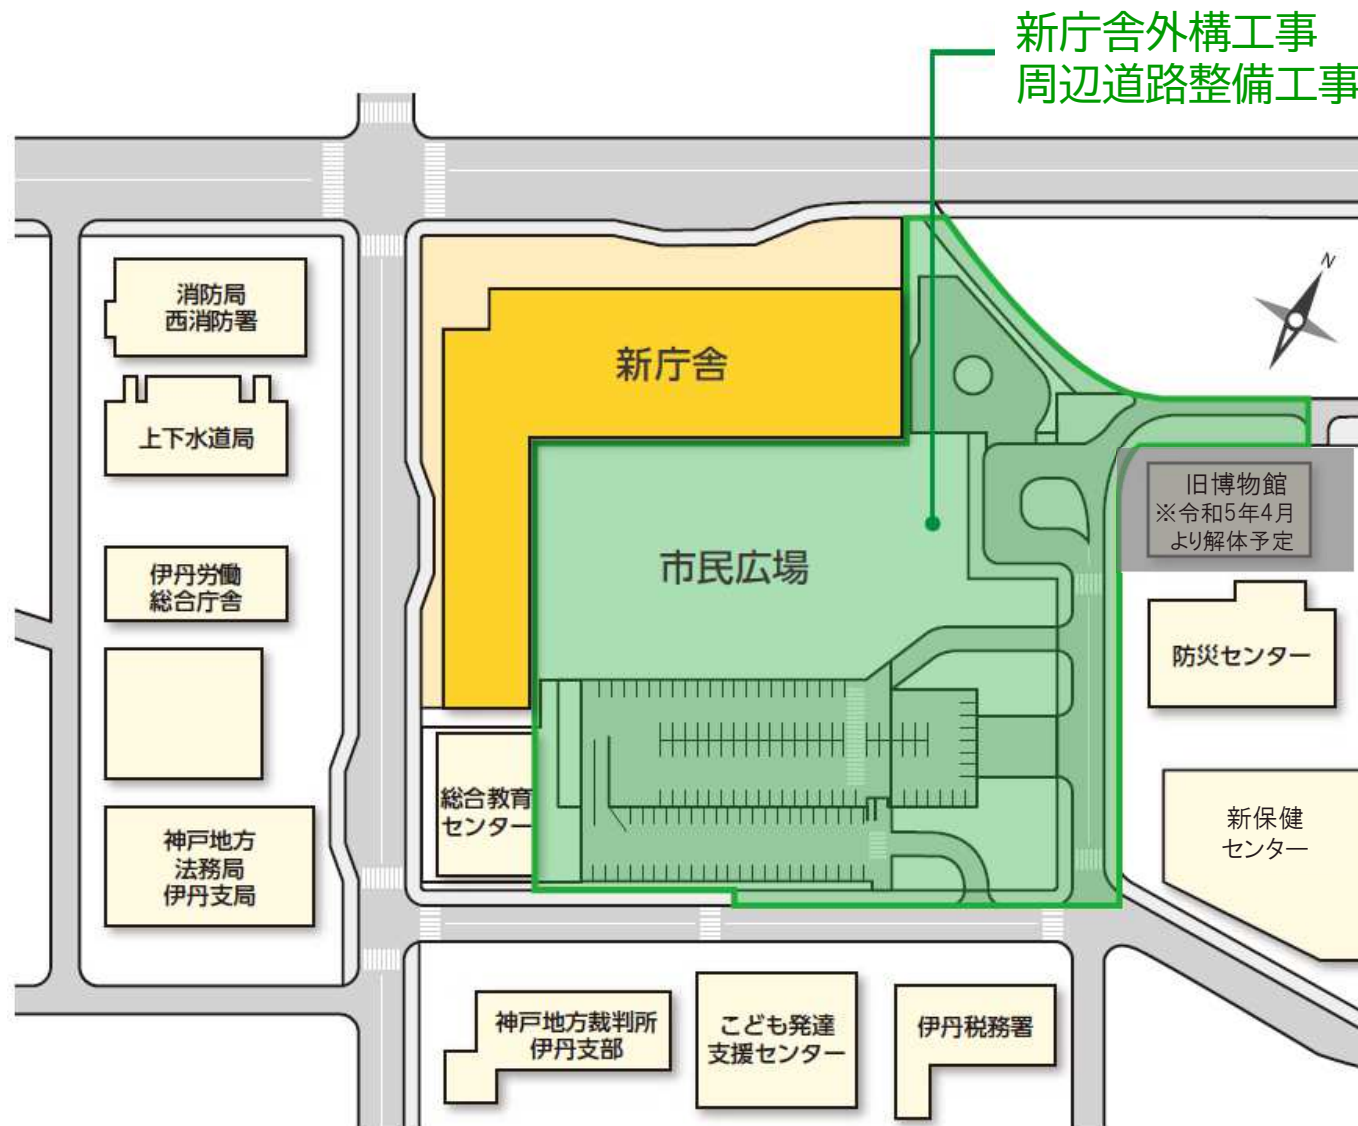 新庁舎外構工事
周辺道路整備工事
N
消防局
西消防署
新庁舎
上下水道局
旧博物館
※令和5年4月
より解体予定
市民広場
伊丹労働
総合庁舎
防災センター
総合教育
センター
新保健
センター
神戸地方
法務局
伊丹支局
神戸地方裁判所
伊丹支部
こども発達
支援センター
伊丹税務署